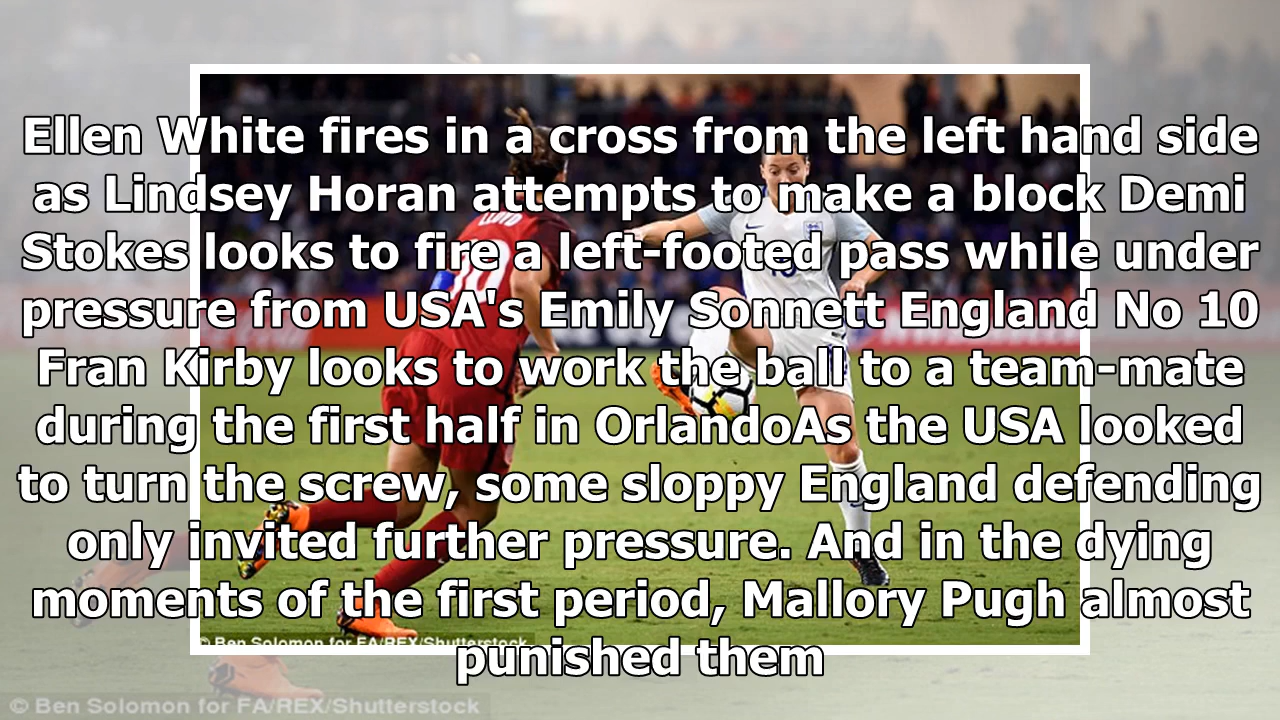 Ellen White fires in a cross from the left hand side
as Lindsey Horan attempts to make a block Demi
Stokes looks to fire a left-footed pass while under
pressure from USA's Emily Sonnett England No 10
Fran Kirby looks to work the ball to a team-mate
during the first half in OrlandoAs the USA looked
to turn the screw, some sloppy England defending
only invited further pressure. And in the dying
moments of the first period, Mallory Pugh almost
punished them
LLOYD
10
© Ben Solomon for FA/REX/Shutterstock
© Ben Solomon for FA/REX/Shutterstock